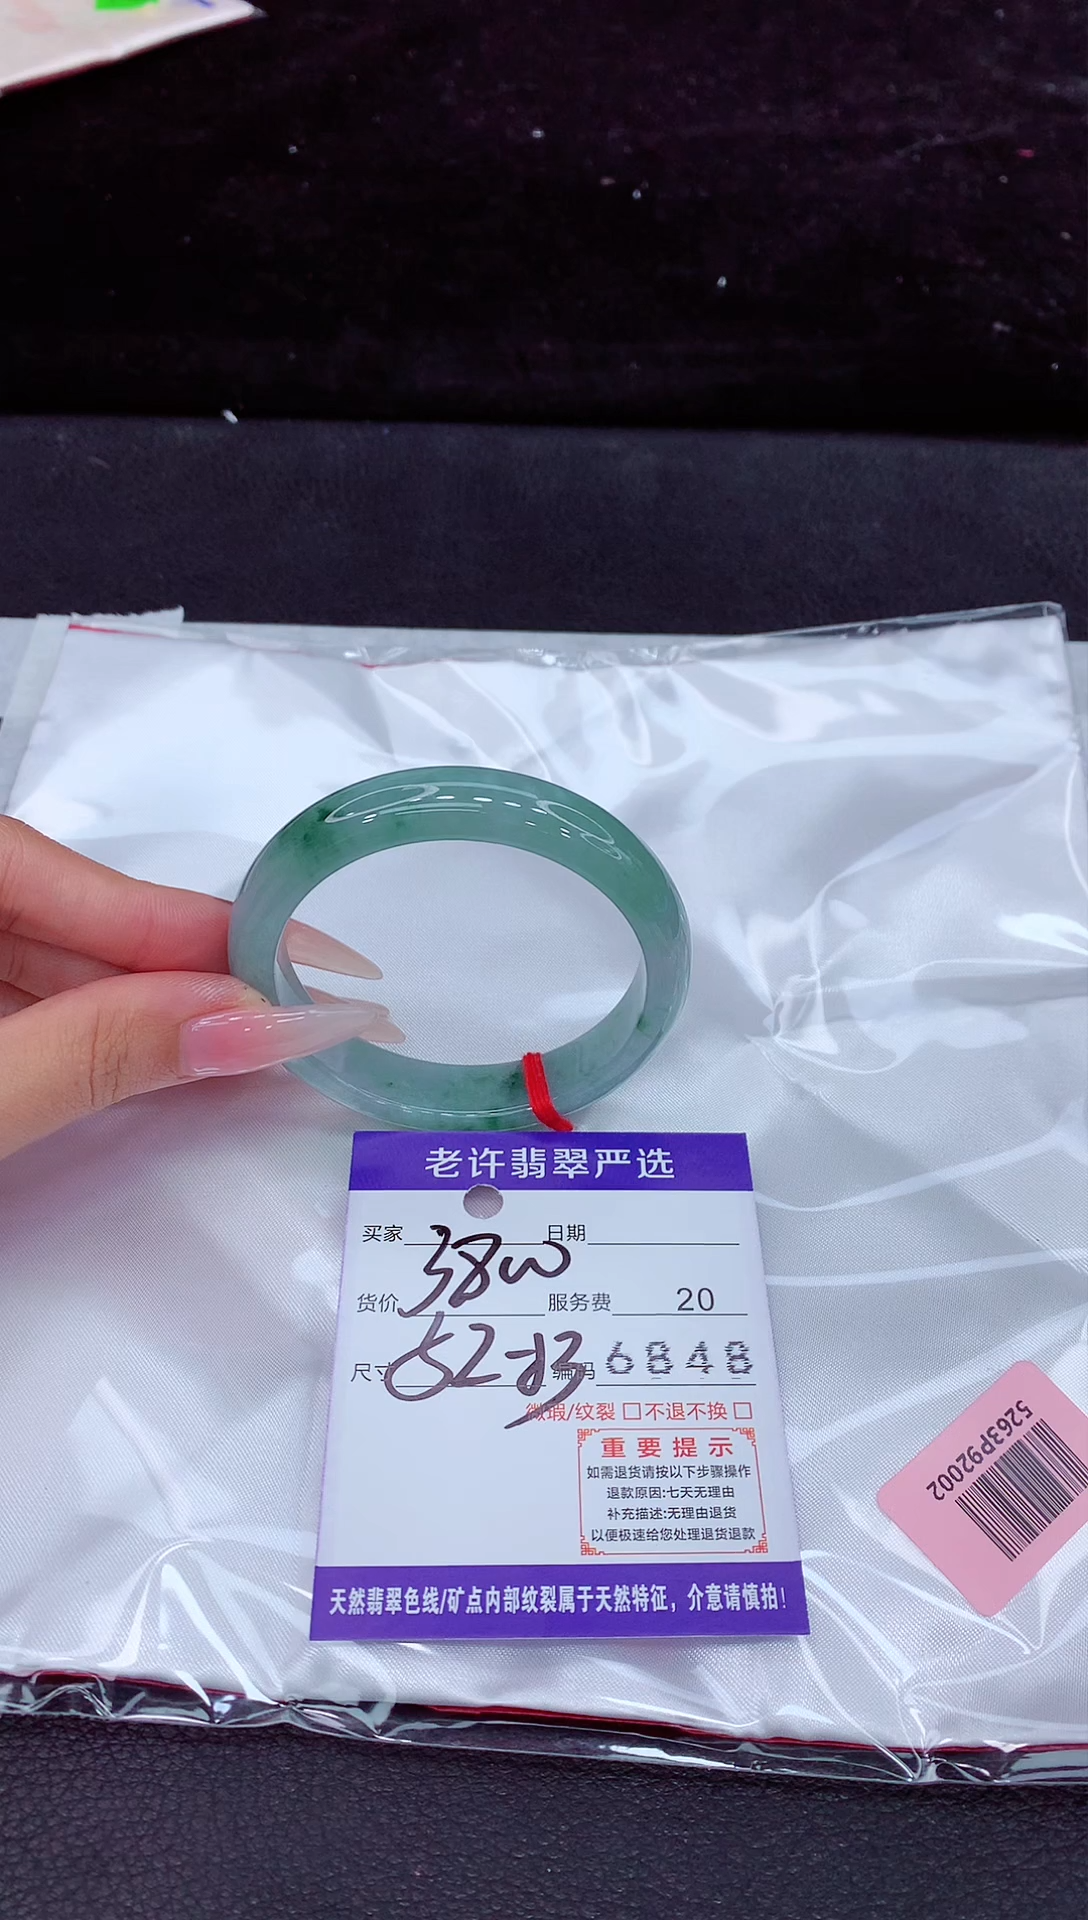 老许翡翠严选
买家 日期
货价 3800 服务费 20
尺寸 52 编码 6848
微瑕/纹裂 □不退不换 □
重要提示
如需退货请按以下步骤操作
退款原因:七天无理由
补充描述:无理由退货
以便极速给您处理退货退款
天然翡翠色线/矿点内部纹裂属于天然特征，介意请慎拍!
5263P92002